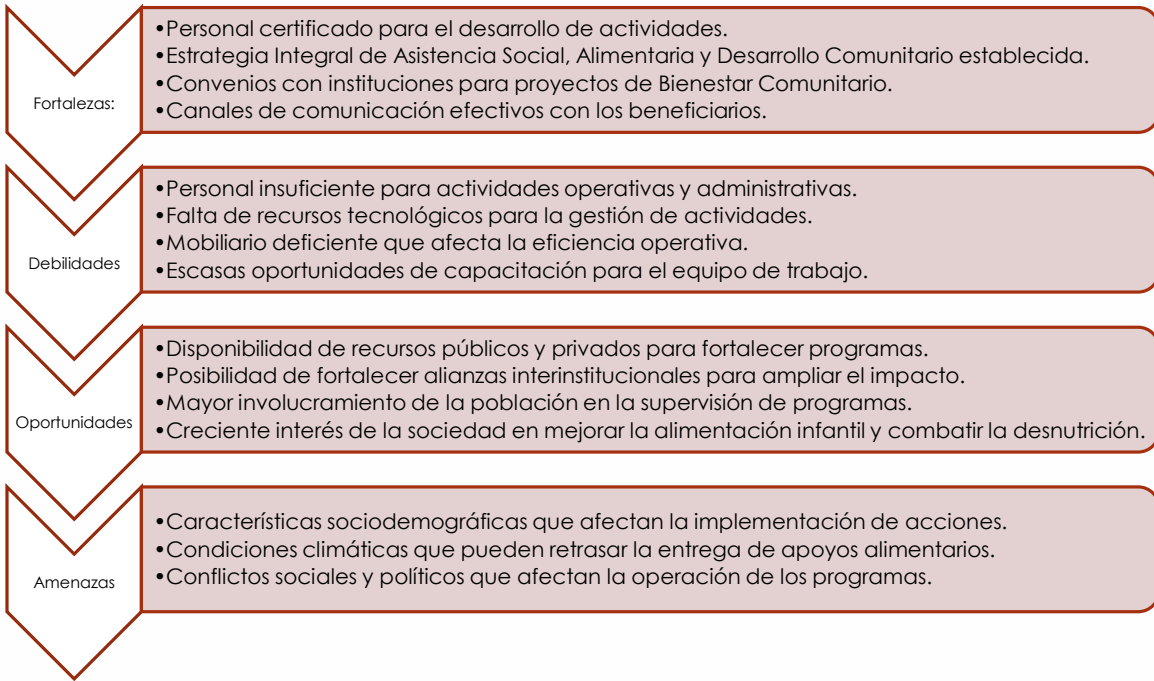 Fortalezas:
•Personal certificado para el desarrollo de actividades.
•Estrategia Integral de Asistencia Social, Alimentaria y Desarrollo Comunitario establecida.
•Convenios con instituciones para proyectos de Bienestar Comunitario.
•Canales de comunicación efectivos con los beneficiarios.
Debilidades
•Personal insuficiente para actividades operativas y administrativas.
•Falta de recursos tecnológicos para la gestión de actividades.
•Mobiliario deficiente que afecta la eficiencia operativa.
•Escasas oportunidades de capacitación para el equipo de trabajo.
Oportunidades
•Disponibilidad de recursos públicos y privados para fortalecer programas.
•Posibilidad de fortalecer alianzas interinstitucionales para ampliar el impacto.
•Mayor involucramiento de la población en la supervisión de programas.
•Creciente interés de la sociedad en mejorar la alimentación infantil y combatir la desnutrición.
Amenazas
•Características sociodemográficas que afectan la implementación de acciones.
•Condiciones climáticas que pueden retrasar la entrega de apoyos alimentarios.
•Conflictos sociales y políticos que afectan la operación de los programas.